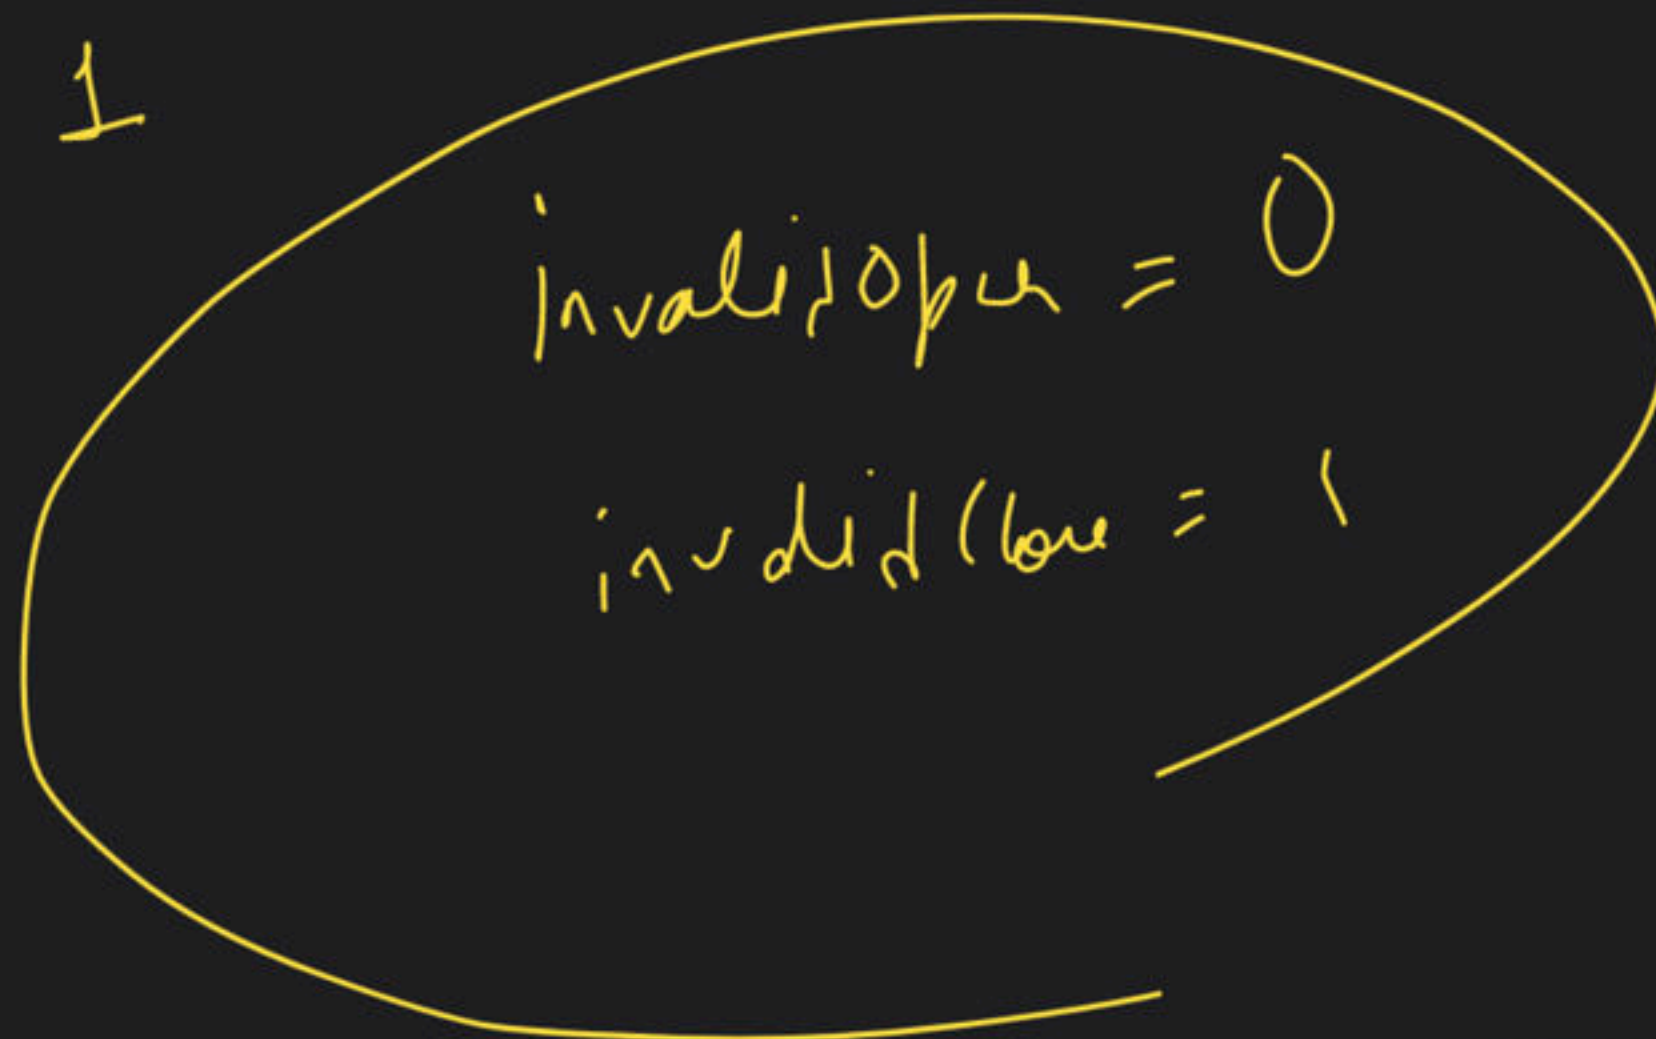 1
invalidOpen = 0
invalidClose = 1